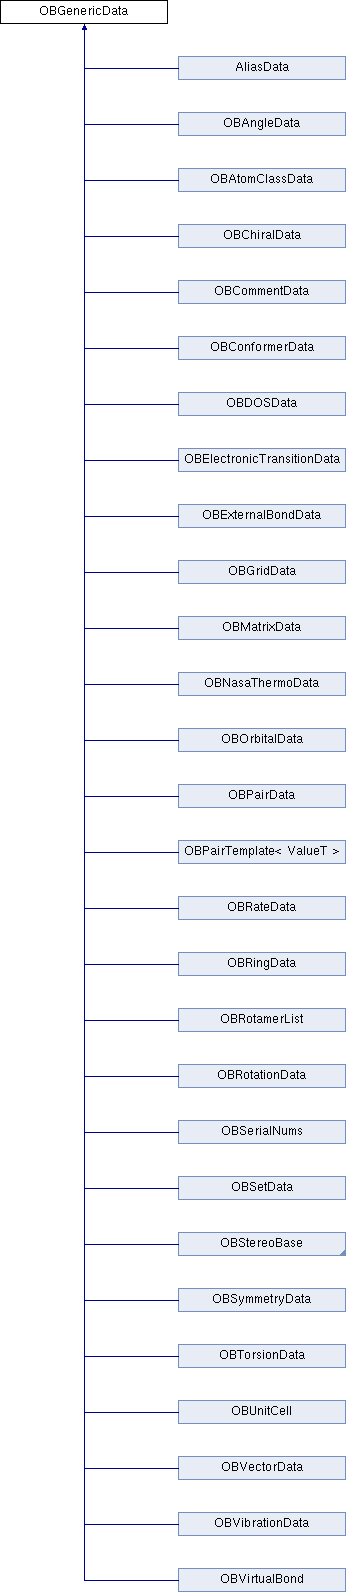 OBGenericData
AliasData
OBAngleData
OBAtomClassData
OBChiralData
OBCommentData
OBConformerData
OBDOSData
OBElectronicTransitionData
OBExternalBondData
OBGridData
OBMatrixData
OBNasaThermoData
OBOrbitalData
OBPairData
OBPairTemplate< ValueT >
OBRateData
OBRingData
OBRotamerList
OBRotationData
OBSerialNums
OBSetData
OBStereoBase
OBSymmetryData
OBTorsionData
OBUnitCell
OBVectorData
OBVibrationData
OBVirtualBond